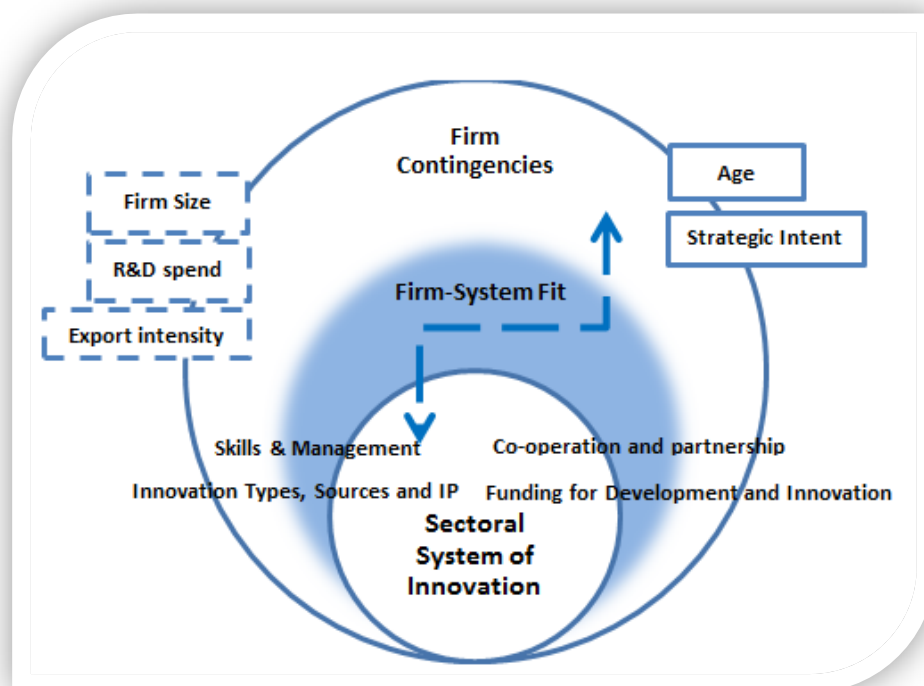 Firm
Contingencies
Firm Size
R&D spend
Export intensity
Age
Strategic Intent
Firm-System Fit
Skills & Management
Co-operation and partnership
Innovation Types, Sources and IP
Funding for Development and Innovation
Sectoral
System of
Innovation